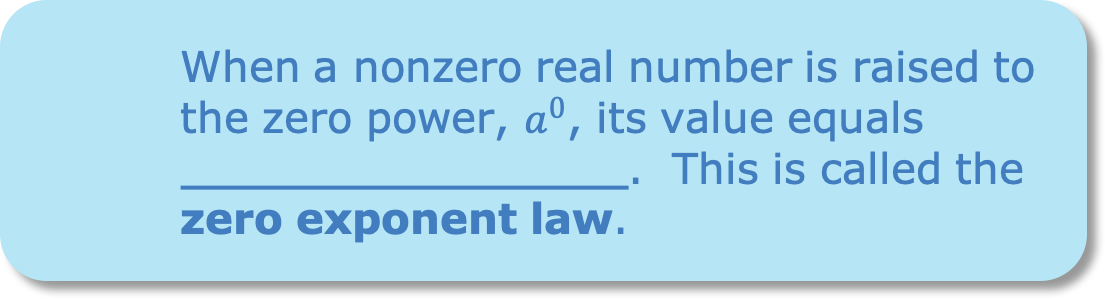 When a nonzero real number is raised to
the zero power, a⁰, its value equals
____________________. This is called the
zero exponent law.